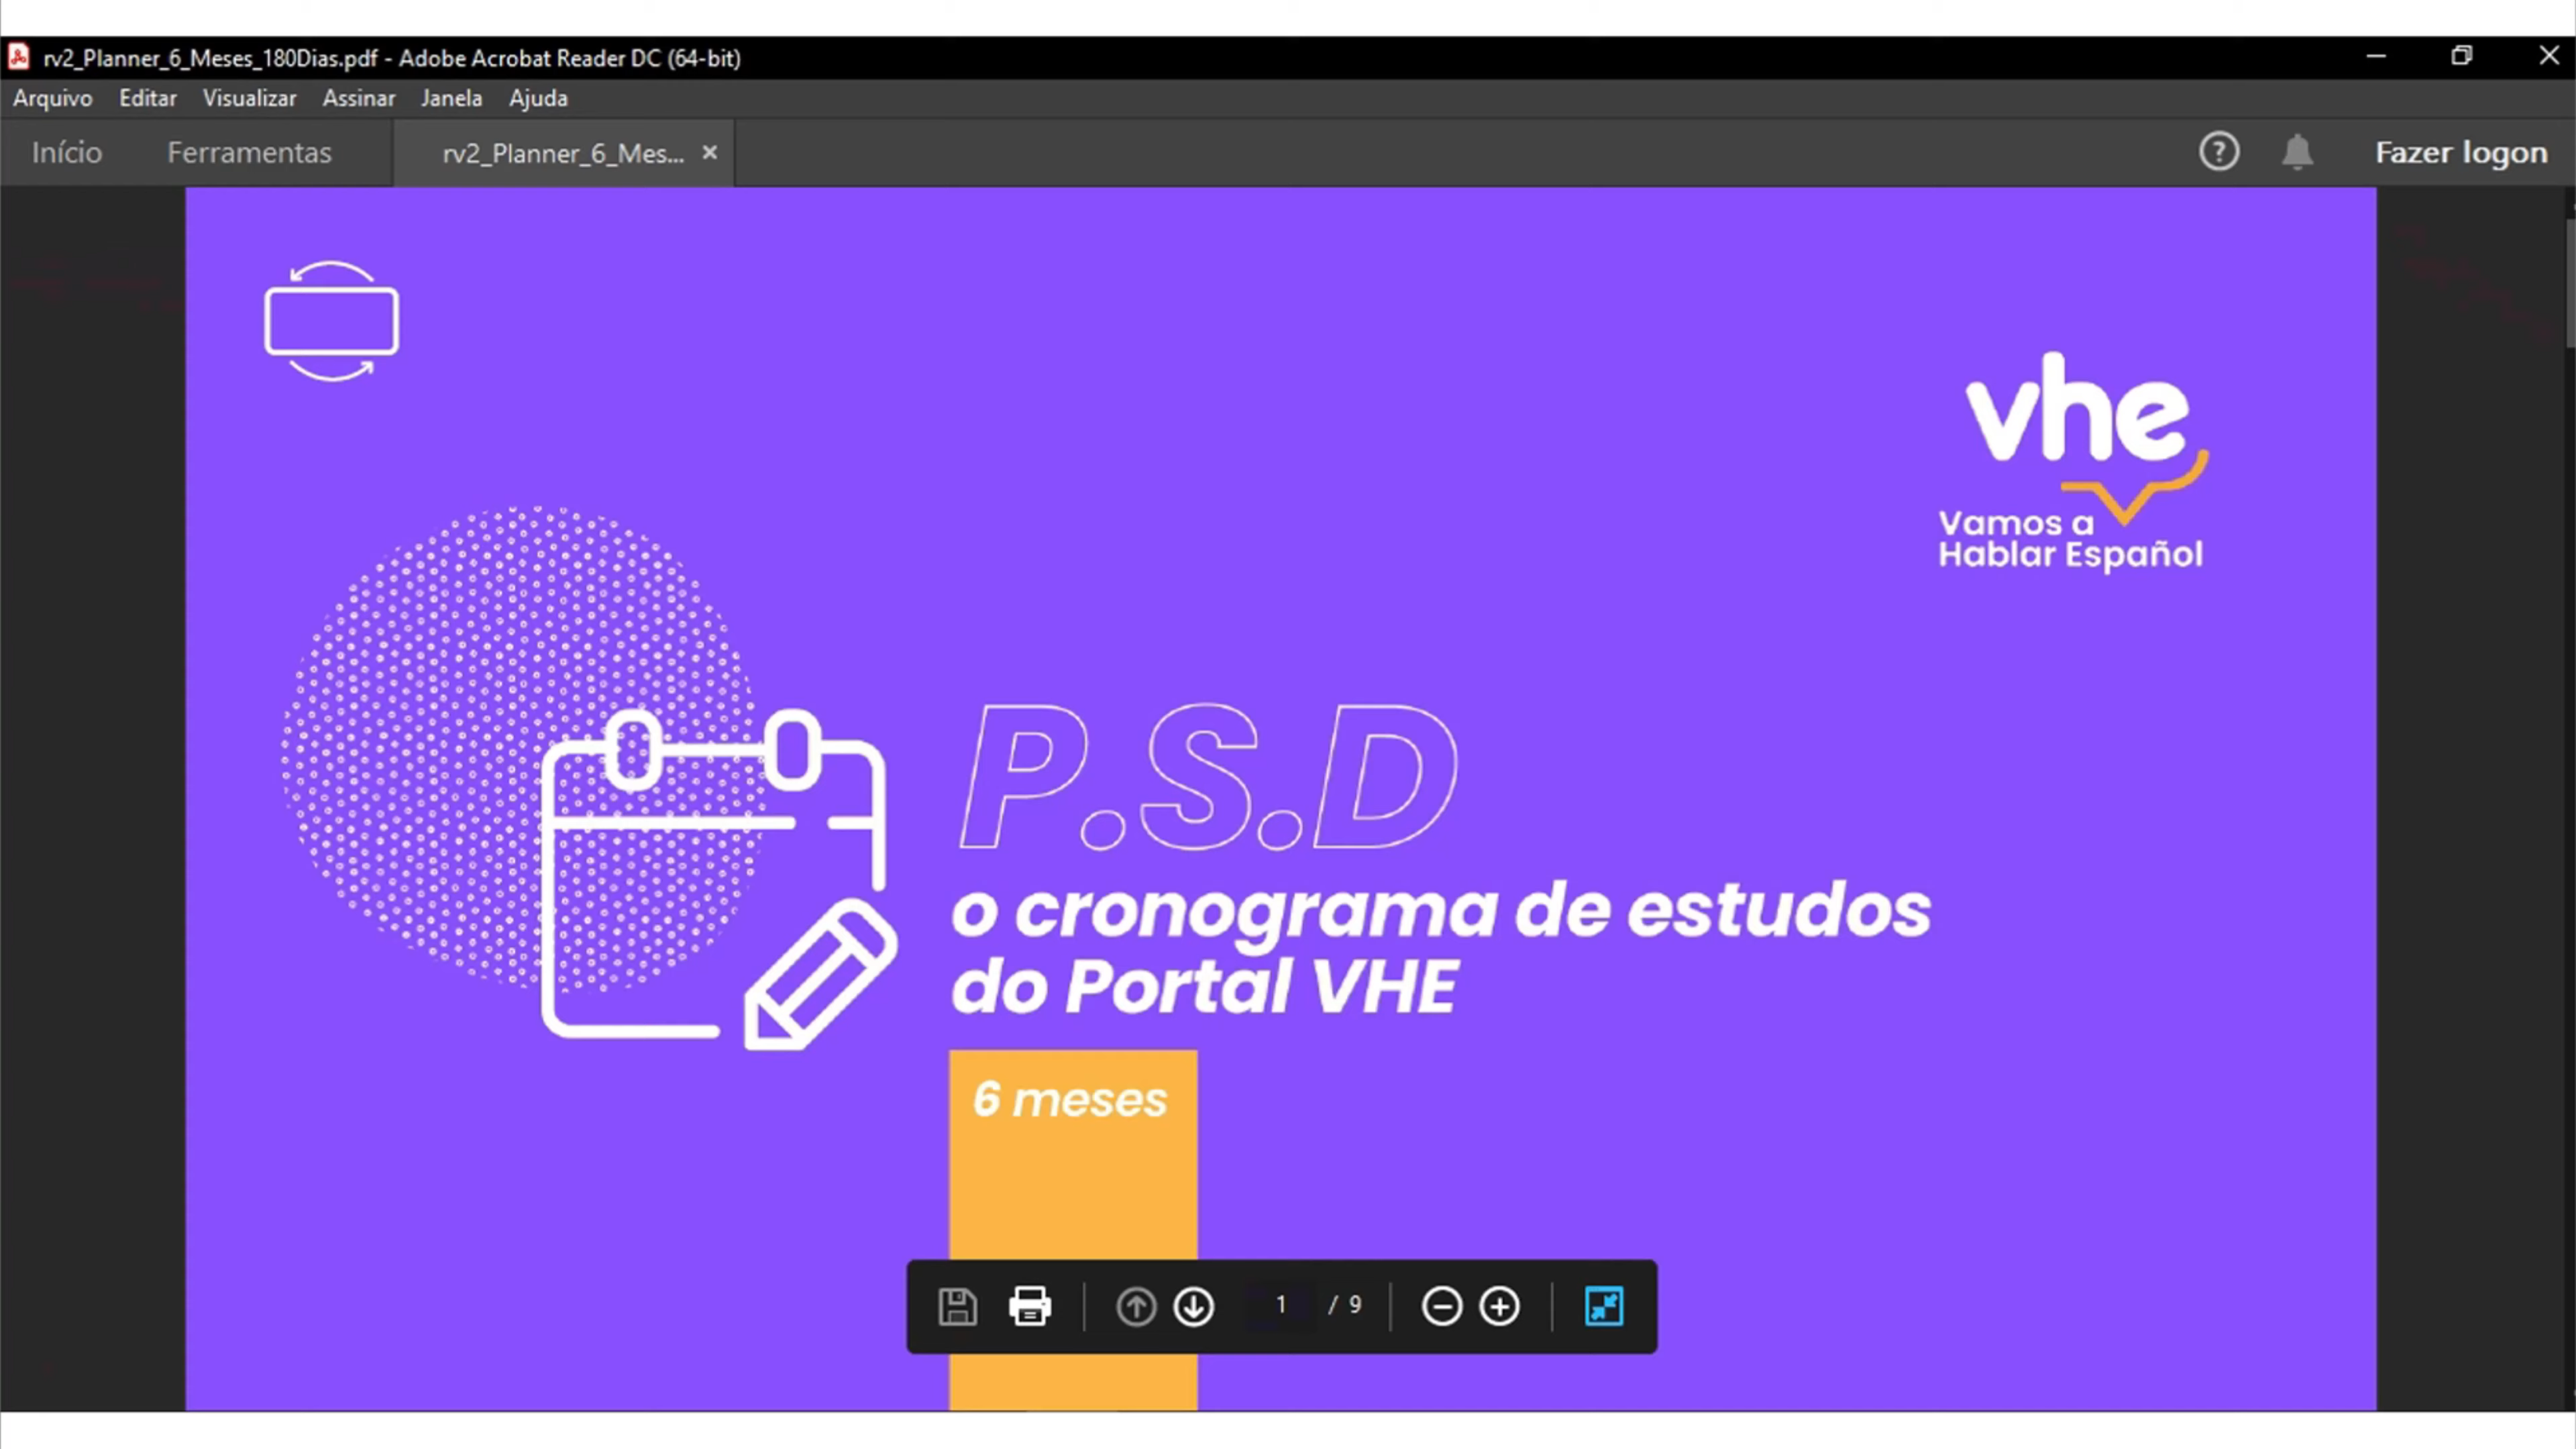 rv2_Planner_6_Meses_180Dias.pdf - Adobe Acrobat Reader DC (64-bit)
Arquivo Editar Visualizar Assinar Janela Ajuda
Início Ferramentas rv2_Planner_6_Mes... Fazer logon
vhe
Vamos a
Hablar Español
P.S.D
o cronograma de estudos
do Portal VHE
6 meses
1 / 9